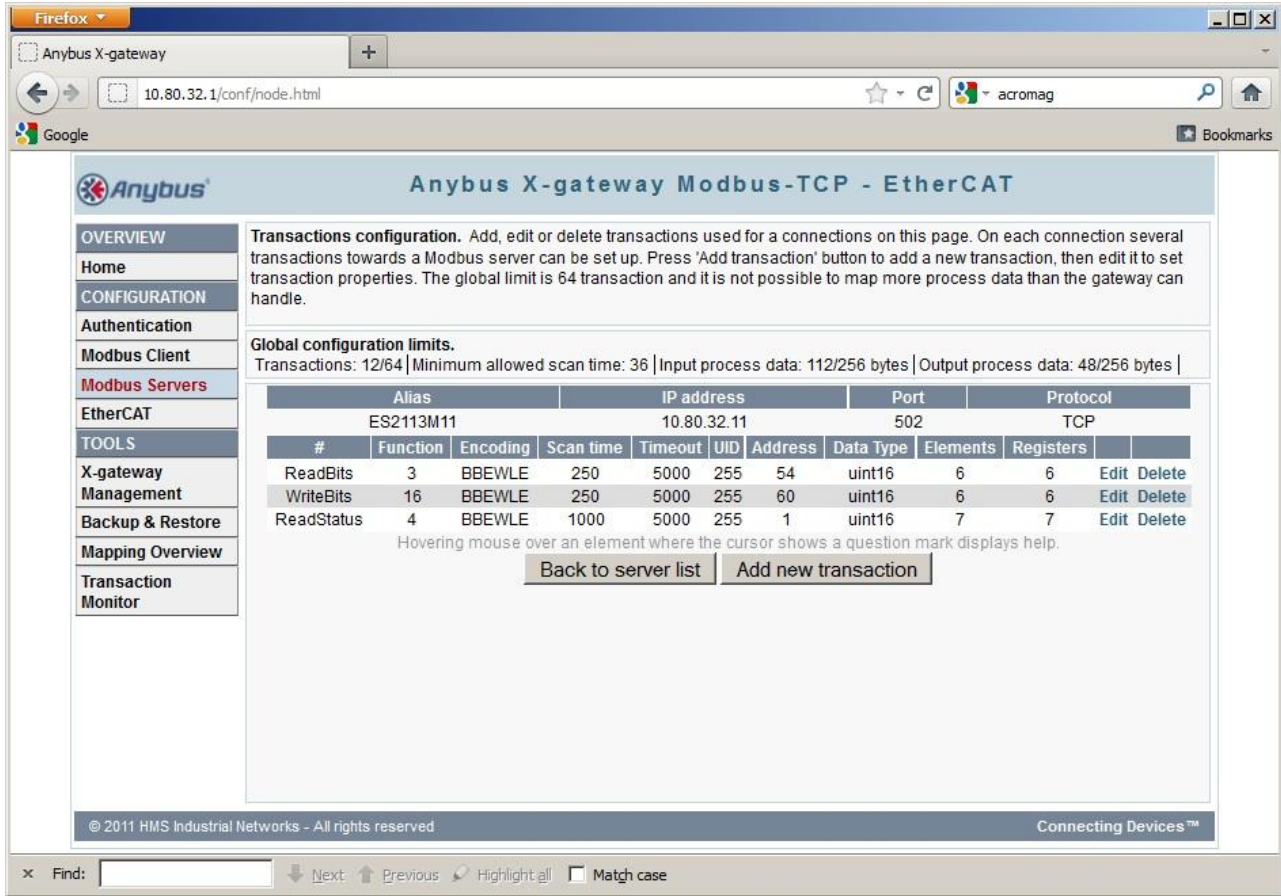 Firefox
Anybus X-gateway
10.80.32.1/conf/node.html
acromag
Google
Bookmarks
Anybus
Anybus X-gateway Modbus-TCP - EtherCAT
OVERVIEW
Home
CONFIGURATION
Authentication
Modbus Client
Modbus Servers
EtherCAT
TOOLS
X-gateway
Management
Backup & Restore
Mapping Overview
Transaction
Monitor
Transactions configuration. Add, edit or delete transactions used for a connections on this page. On each connection several
transactions towards a Modbus server can be set up. Press 'Add transaction' button to add a new transaction, then edit it to set
transaction properties. The global limit is 64 transaction and it is not possible to map more process data than the gateway can
handle.
Global configuration limits.
Transactions: 12/64 | Minimum allowed scan time: 36 | Input process data: 112/256 bytes | Output process data: 48/256 bytes |
Alias IP address Port Protocol
ES2113M11 10.80.32.11 502 TCP
# Function Encoding Scan time Timeout UID Address Data Type Elements Registers
ReadBits 3 BBEWLE 250 5000 255 54 uint16 6 6 Edit Delete
WriteBits 16 BBEWLE 250 5000 255 60 uint16 6 6 Edit Delete
ReadStatus 4 BBEWLE 1000 5000 255 1 uint16 7 7 Edit Delete
Hovering mouse over an element where the cursor shows a question mark displays help.
Back to server list Add new transaction
© 2011 HMS Industrial Networks - All rights reserved Connecting Devices™
× Find: Next Previous Highlight all Match case